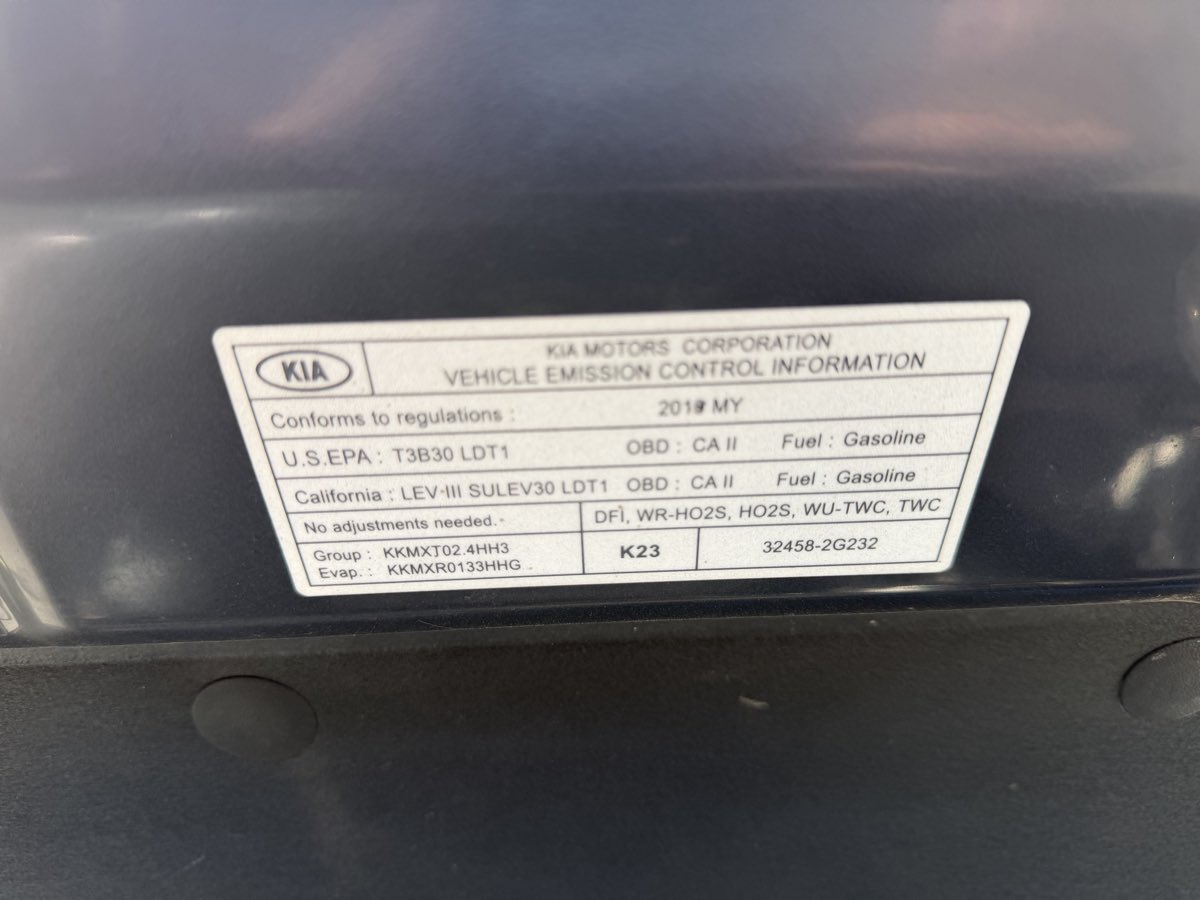 KIA
KIA MOTORS CORPORATION
VEHICLE EMISSION CONTROL INFORMATION
Conforms to regulations : 2019 MY
U.S.EPA : T3B30 LDT1 OBD : CA II Fuel : Gasoline
California : LEV-III SULEV30 LDT1 OBD : CA II Fuel : Gasoline
No adjustments needed. DFI, WR-HO2S, HO2S, WU-TWC, TWC
Group : KKMXT02.4HH3
Evap. : KKMXR0133HHG
K23
32458-2G232